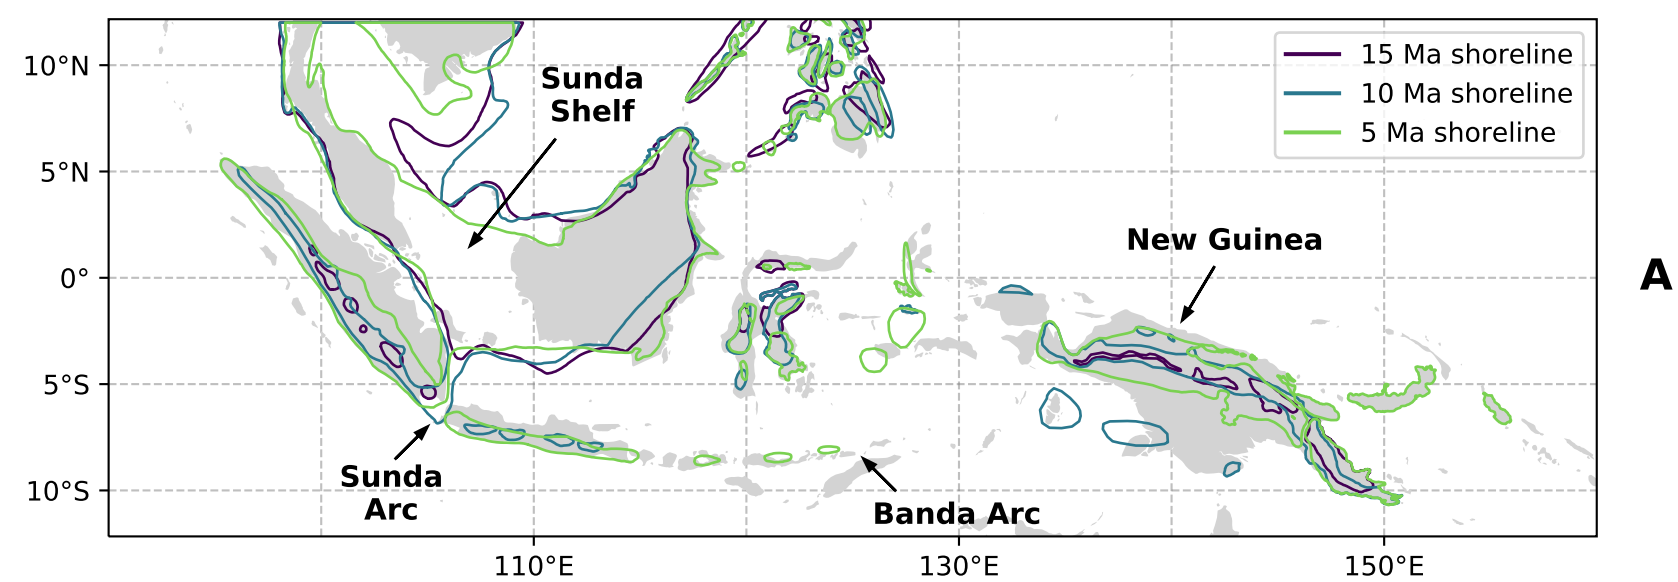 10°N
5°N
0°
5°S
10°S
Sunda
Shelf
15 Ma shoreline
10 Ma shoreline
5 Ma shoreline
New Guinea
A
Sunda
Arc
Banda Arc
110°E
130°E
150°E